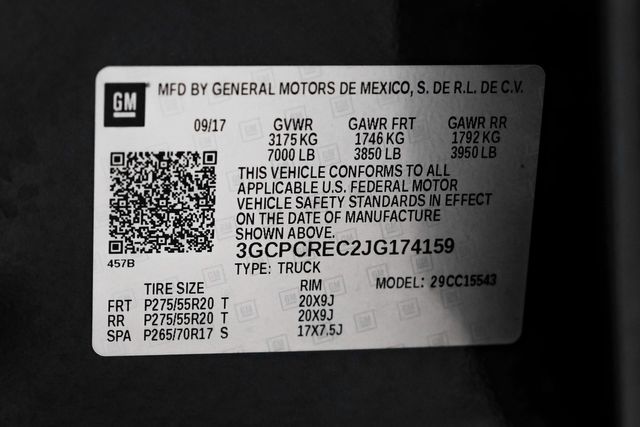 GM MFD BY GENERAL MOTORS DE MEXICO, S. DE R.L. DE C.V.
09/17 GVWR GAWR FRT GAWR RR
3175 KG 1746 KG 1792 KG
7000 LB 3850 LB 3950 LB
THIS VEHICLE CONFORMS TO ALL
APPLICABLE U.S. FEDERAL MOTOR
VEHICLE SAFETY STANDARDS IN EFFECT
ON THE DATE OF MANUFACTURE
SHOWN ABOVE.
3GCPCREC2JG174159
457B TYPE: TRUCK
TIRE SIZE RIM MODEL: 29CC15543
FRT P275/55R20 T 20X9J
RR P275/55R20 T 20X9J
SPA P265/70R17 S 17X7.5J